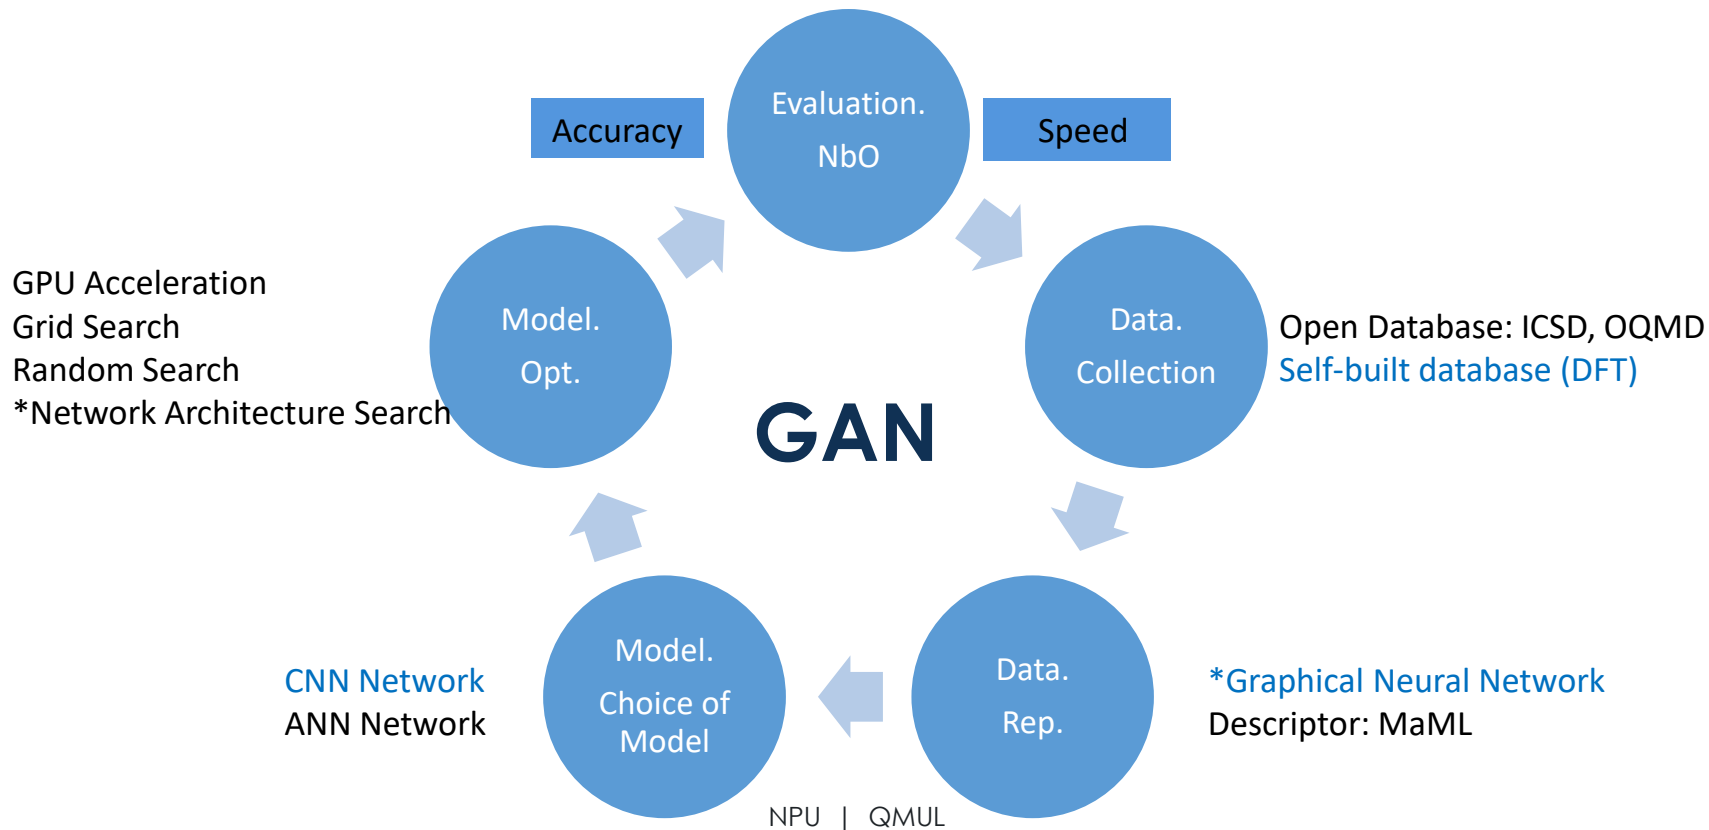 Evaluation.
NbO
Accuracy
Speed
GPU Acceleration
Grid Search
Random Search
*Network Architecture Search
Model.
Opt.
Data.
Collection
Open Database: ICSD, OQMD
Self-built database (DFT)
GAN
CNN Network
ANN Network
Model.
Choice of
Model
Data.
Rep.
*Graphical Neural Network
Descriptor: MaML
NPU | QMUL